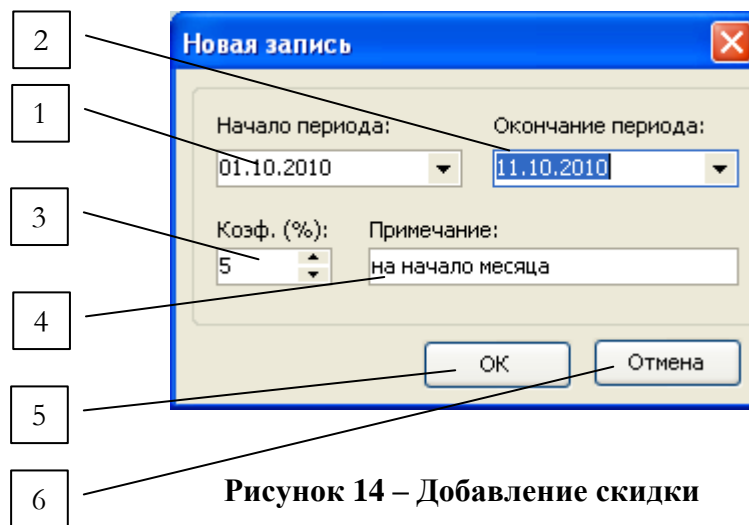 2
Новая запись
1
Начало периода: Окончание периода:
01.10.2010 11.10.2010
3
Коэф. (%): Примечание:
5 на начало месяца
4
ОК Отмена
5
6
Рисунок 14 – Добавление скидки